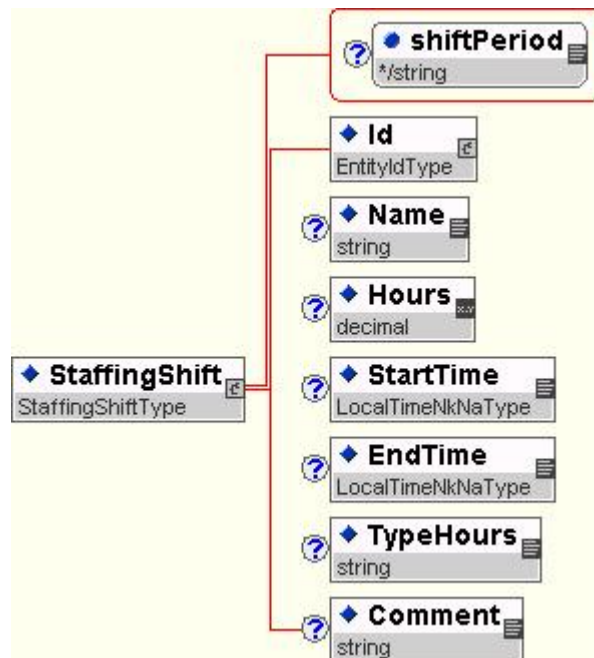 ?
shiftPeriod
*/string
Id
EntityIdType
?
Name
string
?
Hours
x.y
decimal
StaffingShift
StaffingShiftType
?
StartTime
LocalTimeNkNaType
?
EndTime
LocalTimeNkNaType
?
TypeHours
string
?
Comment
string